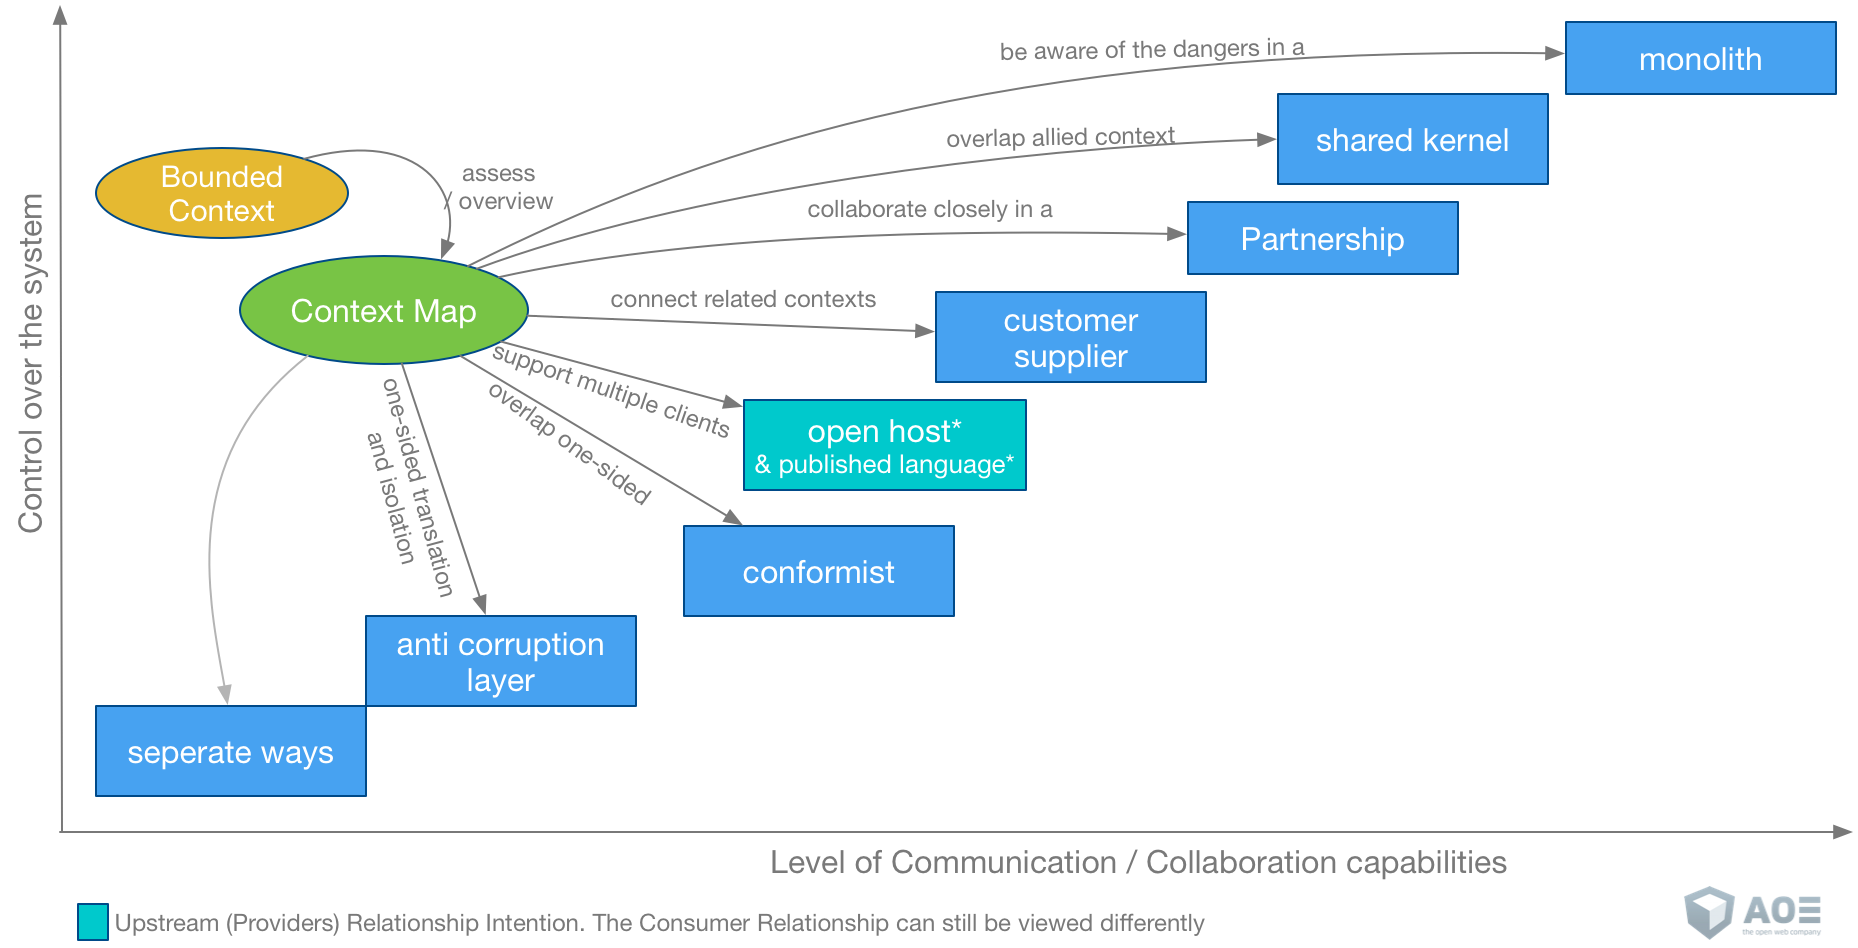 be aware of the dangers in a
monolith
overlap allied context
shared kernel
Bounded
Context
assess
/ overview
collaborate closely in a
Partnership
Control over the system
Context Map
connect related contexts
customer
supplier
support multiple clients
open host*
& published language*
overlap one-sided
one-sided translation
and isolation
conformist
anti corruption
layer
seperate ways
Level of Communication / Collaboration capabilities
Upstream (Providers) Relationship Intention. The Consumer Relationship can still be viewed differently
AOE
the open web company